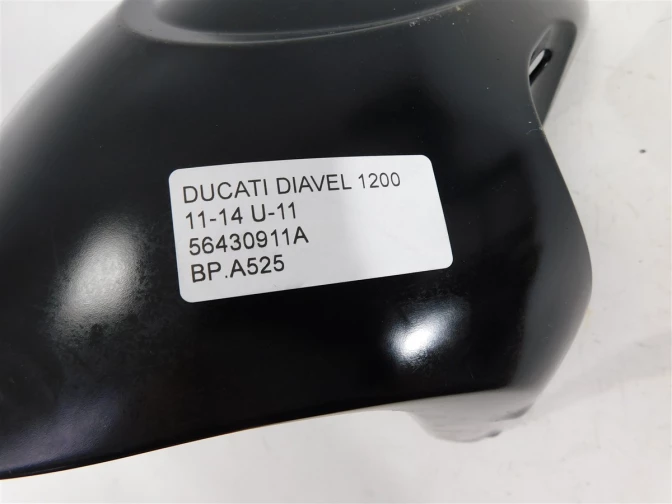 DUCATI DIAVEL 1200
11-14 U-11
56430911A
BP.A525